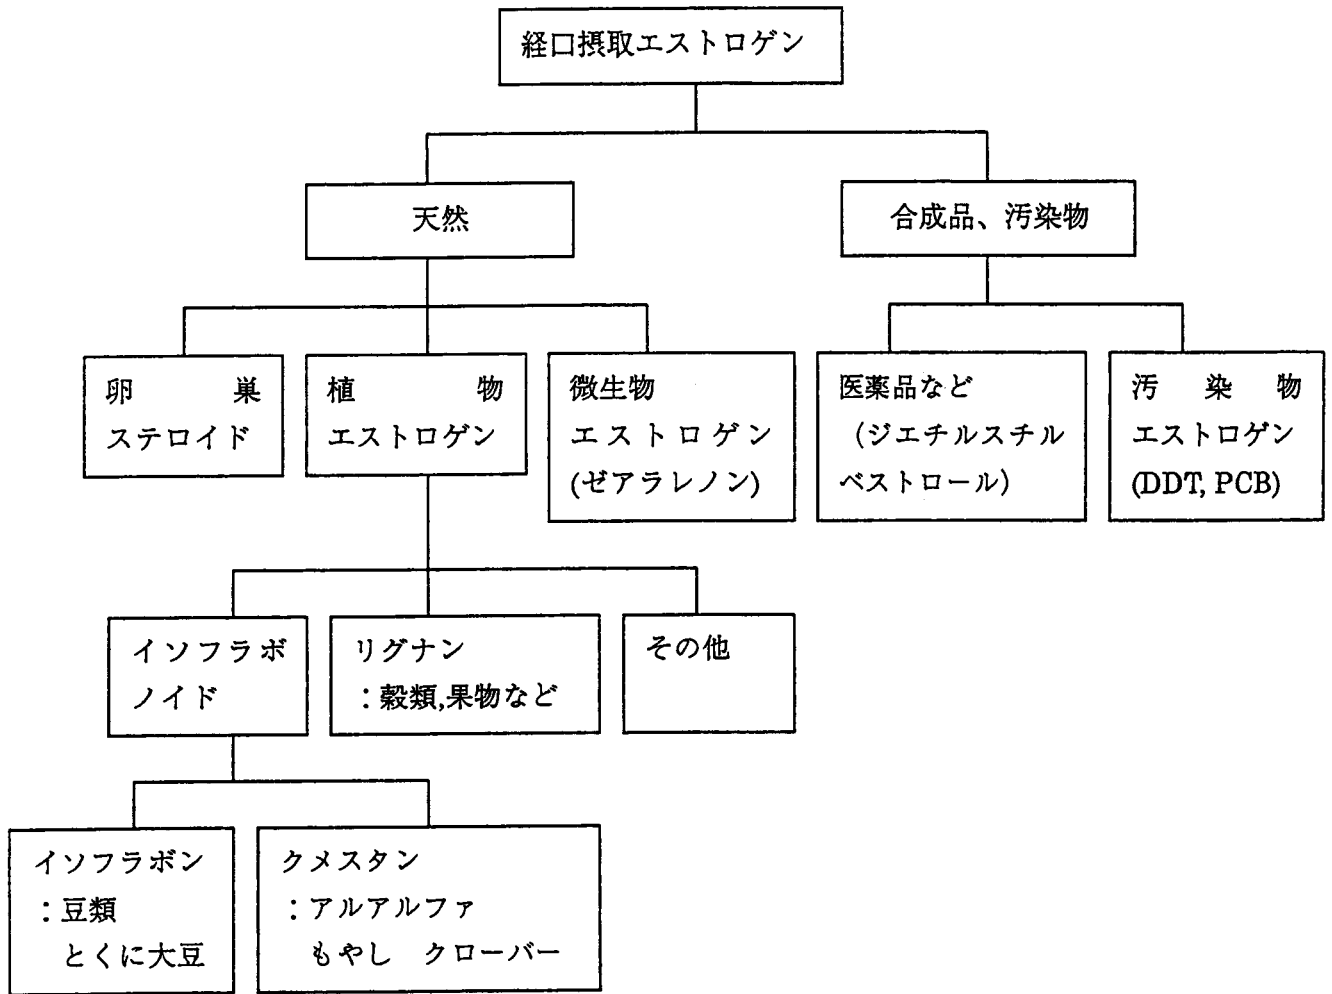 経口摂取エストロゲン
天然
合成品、汚染物
卵　巣
ステロイド
植　物
エストロゲン
微生物
エストロゲン
(ゼアラレノン)
医薬品など
（ジエチルスチル
ベストロール）
汚　染　物
エストロゲン
(DDT, PCB)
イソフラボ
ノイド
リグナン
：穀類,果物など
その他
イソフラボン
：豆類
とくに大豆
クメスタン
：アルアルファ
もやし　クローバー